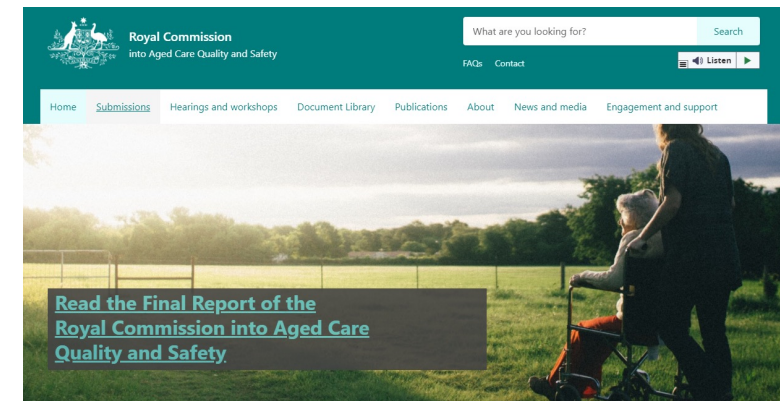 Royal Commission
into Aged Care Quality and Safety
What are you looking for?
Search
FAQs Contact
Listen
Home Submissions Hearings and workshops Document Library Publications About News and media Engagement and support
Read the Final Report of the
Royal Commission into Aged Care
Quality and Safety